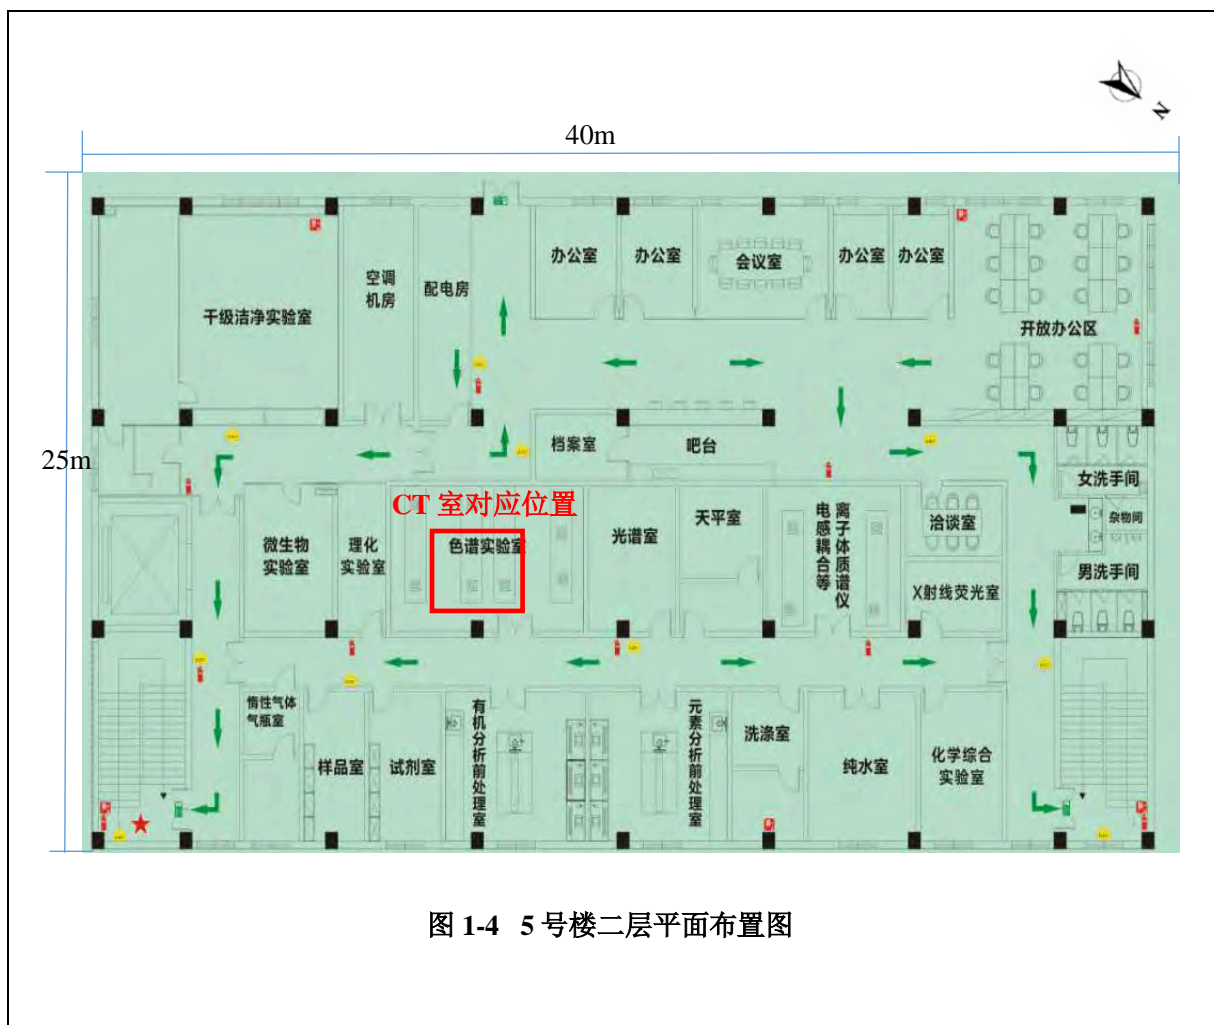 N
40m
25m
办公室
办公室
会议室
办公室
办公室
空调
机房
配电房
千级洁净实验室
开放办公区
档案室
吧台
女洗手间
CT 室对应位置
杂物间
微生物
实验室
理化
实验室
色谱实验室
光谱室
天平室
电感耦合等
离子体质谱仪
洽谈室
男洗手间
X射线荧光室
惰性气体
气瓶室
样品室
试剂室
有机分析前处理室
元素分析前处理室
洗涤室
纯水室
化学综合
实验室
图 1-4 5 号楼二层平面布置图